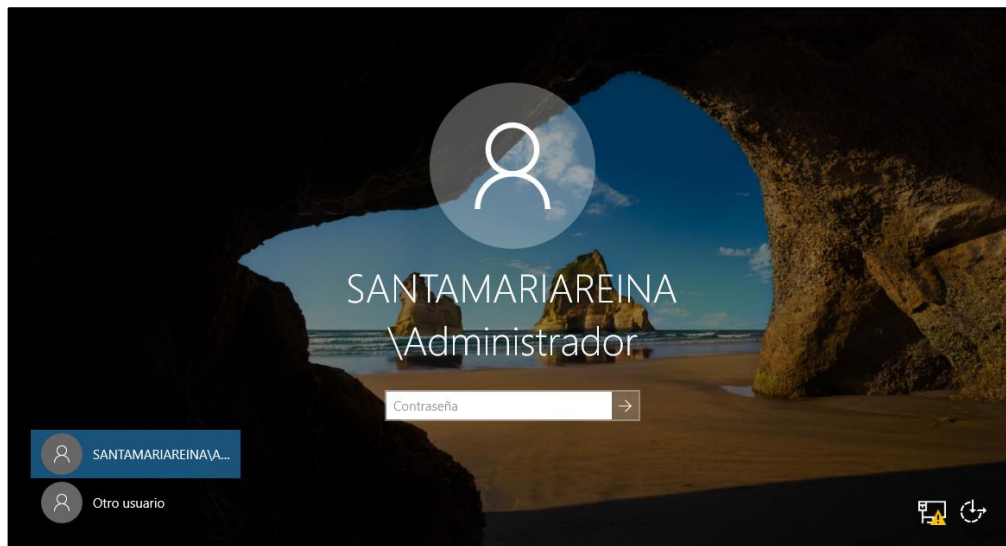 SANTAMARIAREINA
\Administrador
Contraseña
SANTAMARIAREINA\A...
Otro usuario